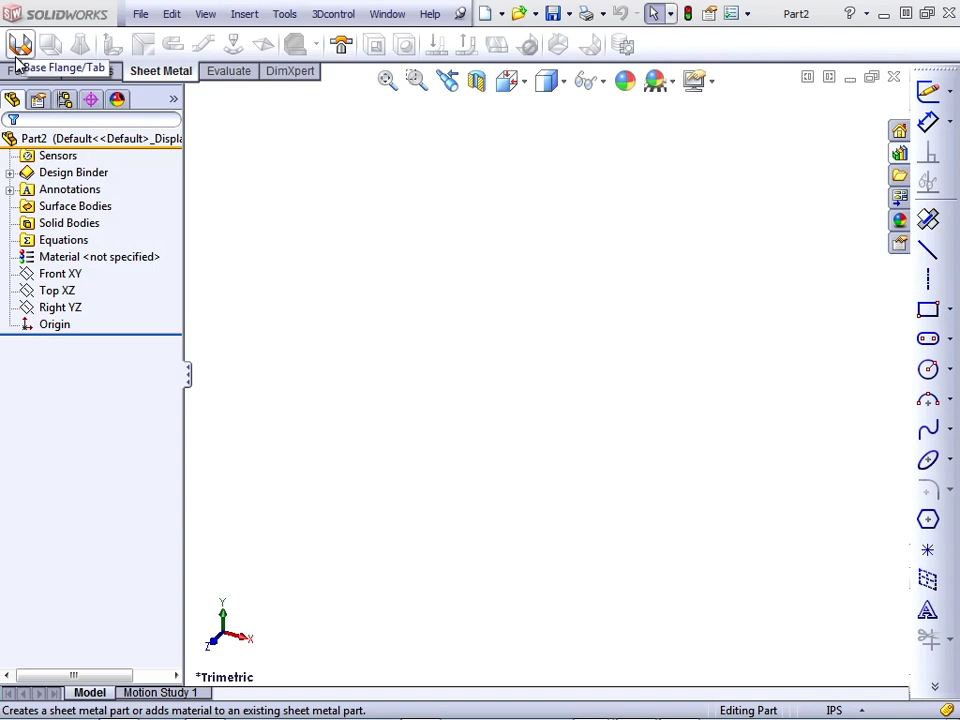 SOLIDWORKS File Edit View Insert Tools 3Dcontrol Window Help Part2
Base Flange/Tab
Sheet Metal Evaluate DimXpert
Part2 (Default<<Default>_Displa
Sensors
Design Binder
Annotations
Surface Bodies
Solid Bodies
Equations
Material <not specified>
Front XY
Top XZ
Right YZ
Origin
Y
X
Z
*Trimetric
Model Motion Study 1
Creates a sheet metal part or adds material to an existing sheet metal part. Editing Part IPS